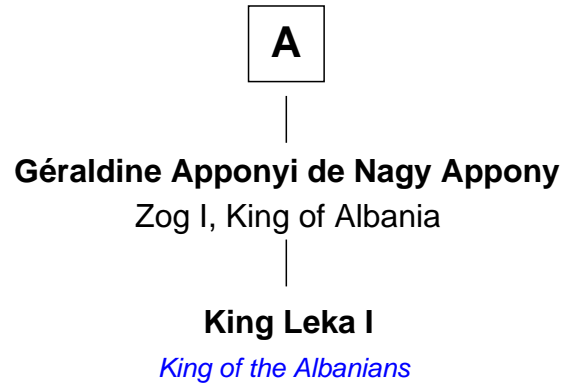 A
Géraldine Apponyi de Nagy Appony
Zog I, King of Albania
King Leka I
King of the Albanians